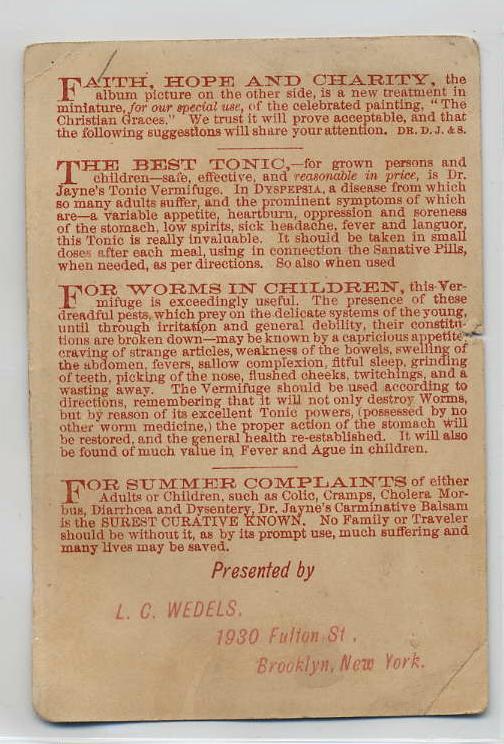 FAITH, HOPE AND CHARITY, the
album picture on the other side, is a new treatment in
miniature, for our special use, of the celebrated painting, "The
Christian Graces." We trust it will prove acceptable, and that
the following suggestions will share your attention. DR. D. J. & S.
THE BEST TONIC,—for grown persons and
children—safe, effective, and reasonable in price, is Dr.
Jayne's Tonic Vermifuge. In DYSPEPSIA, a disease from which
so many adults suffer, and the prominent symptoms of which
are—a variable appetite, heartburn, oppression and soreness
of the stomach, low spirits, sick headache, fever and languor,
this Tonic is really invaluable. It should be taken in small
doses after each meal, using in connection the Sanative Pills,
when needed, as per directions. So also when used
FOR WORMS IN CHILDREN, this Ver-
mifuge is exceedingly useful. The presence of these
dreadful pests, which prey on the delicate systems of the young,
until through irritation and general debility, their constitu-
tions are broken down—may be known by a capricious appetite,
craving of strange articles, weakness of the bowels, swelling of
the abdomen, fevers, sallow complexion, fitful sleep, grinding
of teeth, picking of the nose, flushed cheeks, twitchings, and a
wasting away. The Vermifuge should be used according to
directions, remembering that it will not only destroy Worms,
but by reason of its excellent Tonic powers, (possessed by no
other worm medicine,) the proper action of the stomach will
be restored, and the general health re-established. It will also
be found of much value in Fever and Ague in children.
FOR SUMMER COMPLAINTS of either
Adults or Children, such as Colic, Cramps, Cholera Mor-
bus, Diarrhœa and Dysentery, Dr. Jayne's Carminative Balsam
is the SUREST CURATIVE KNOWN. No Family or Traveler
should be without it, as by its prompt use, much suffering and
many lives may be saved.
Presented by
L. C. WEDELS,
1930 Fulton St.,
Brooklyn, New York.